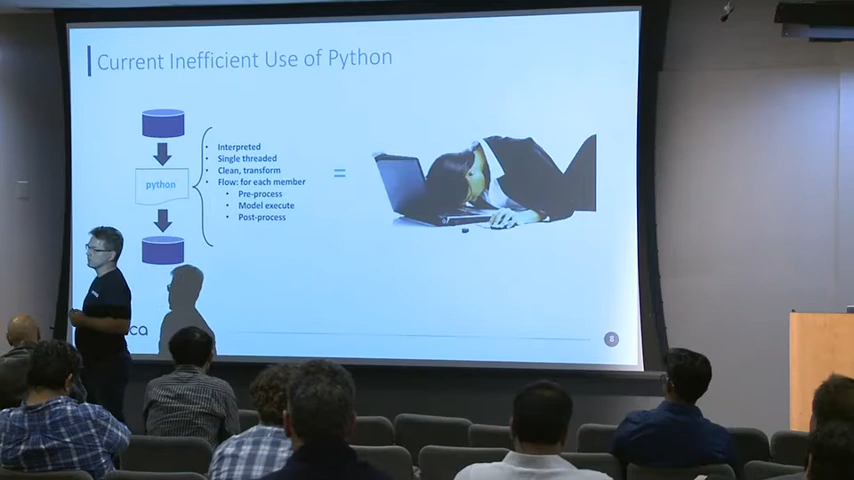 Current Inefficient Use of Python
python
• Interpreted
• Single threaded
• Clean, transform
• Flow: for each member
• Pre-process
• Model execute
• Post-process
=
ca
8